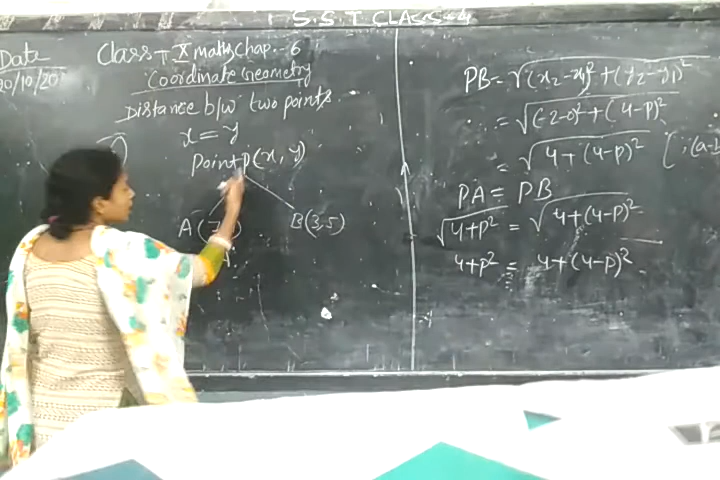 S.S.T CLASS-4
Date
20/10/20
Class - X maths chap. 6
Coordinate Geometry
Distance b/w two points.
x = y
Point P(x, y)
A (7,
B(3,5)
PB = √(x₂-x₁)² + (y₂-y₁)²
= √(-2-0)² + (4-P)²
= √4+(4-P)² [∵(a-b
PA = PB
√4+P² = √4+(4-P)²
4+P² = 4+(4-P)²